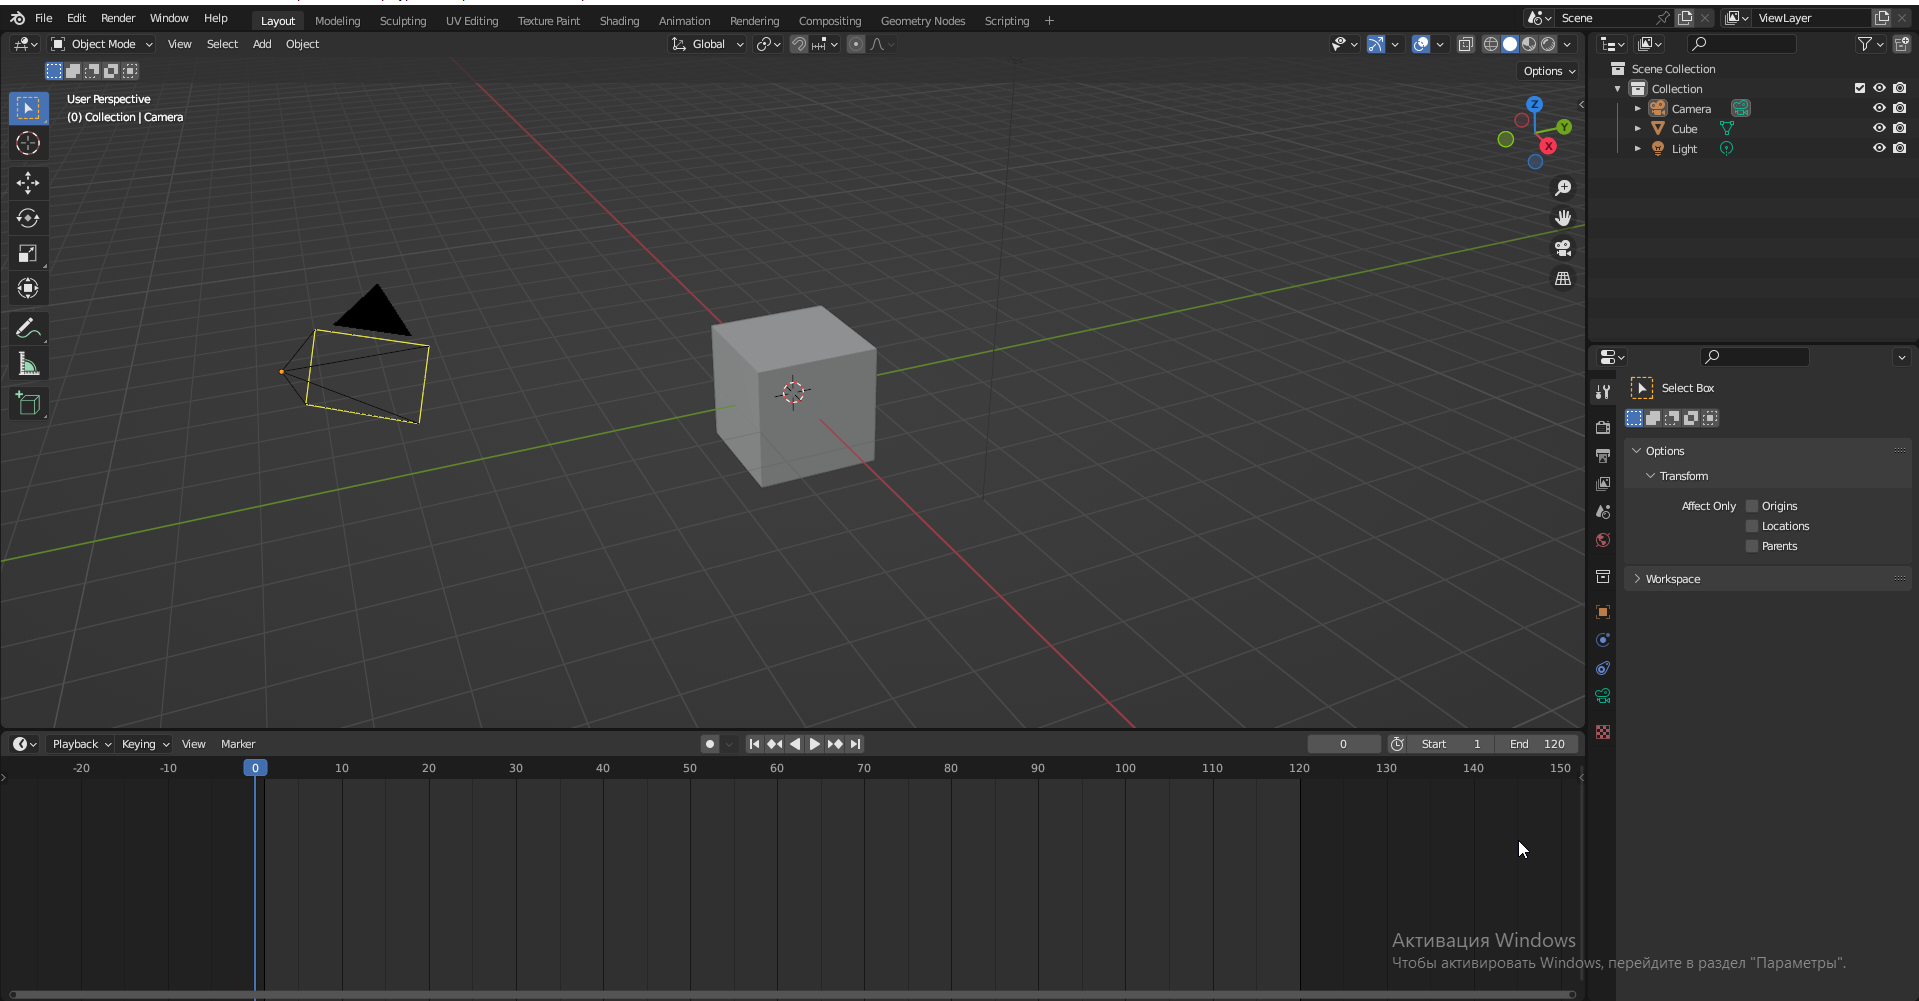 File Edit Render Window Help Layout Modeling Sculpting UV Editing Texture Paint Shading Animation Rendering Compositing Geometry Nodes Scripting + Scene ViewLayer
Object Mode View Select Add Object Global
Options
User Perspective
(0) Collection | Camera
Z
Y
X
Scene Collection
Collection
Camera
Cube
Light
Select Box
Options
Transform
Affect Only Origins
Locations
Parents
Workspace
Playback Keying View Marker 0 Start 1 End 120
-20 -10 0 10 20 30 40 50 60 70 80 90 100 110 120 130 140 150
Активация Windows
Чтобы активировать Windows, перейдите в раздел "Параметры".